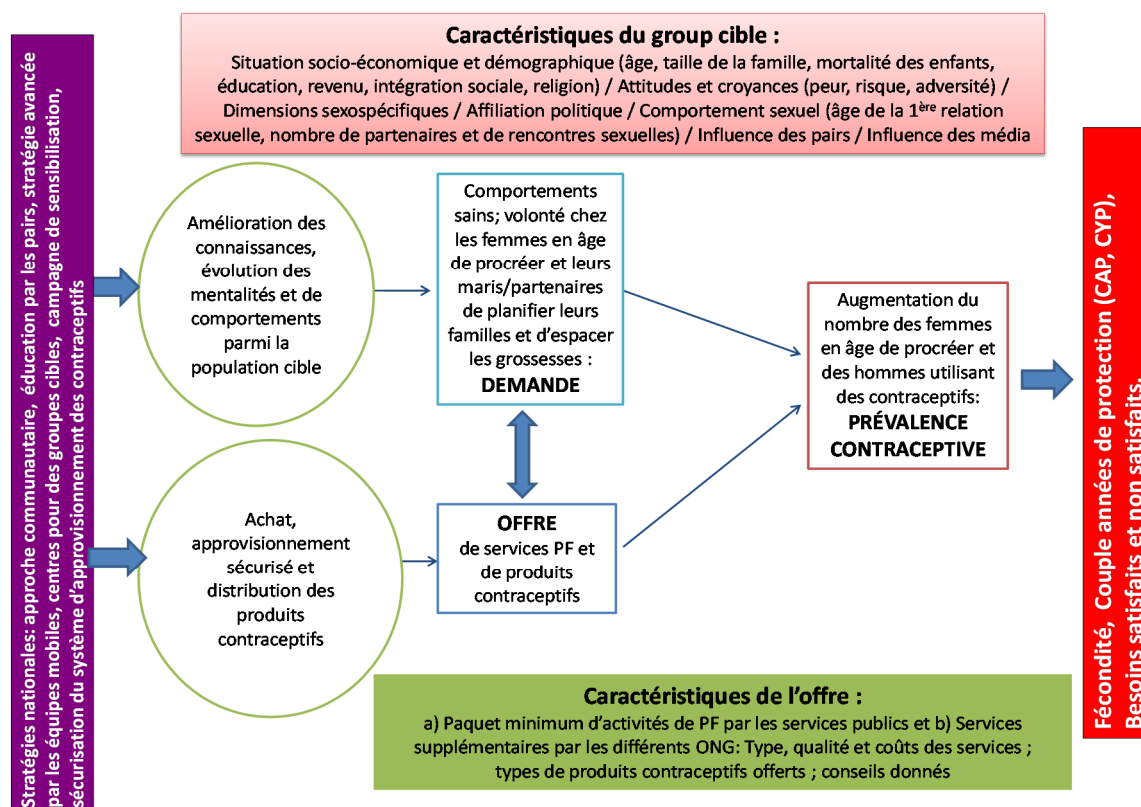 Stratégies nationales: approche communautaire, éducation par les pairs, stratégie avancée
par les équipes mobiles, centres pour des groupes cibles, campagne de sensibilisation,
sécurisation du système d'approvisionnement des contraceptifs
Caractéristiques du group cible :
Situation socio-économique et démographique (âge, taille de la famille, mortalité des enfants,
éducation, revenu, intégration sociale, religion) / Attitudes et croyances (peur, risque, adversité) /
Dimensions sexospécifiques / Affiliation politique / Comportement sexuel (âge de la 1ère relation
sexuelle, nombre de partenaires et de rencontres sexuelles) / Influence des pairs / Influence des média
Amélioration des
connaissances,
évolution des
mentalités et de
comportements
parmi la
population cible
Comportements
sains; volonté chez
les femmes en âge
de procréer et leurs
maris/partenaires
de planifier leurs
familles et d'espacer
les grossesses :
DEMANDE
Achat,
approvisionnement
sécurisé et
distribution des
produits
contraceptifs
OFFRE
de services PF et
de produits
contraceptifs
Augmentation du
nombre des femmes
en âge de procréer et
des hommes utilisant
des contraceptifs:
PRÉVALENCE
CONTRACEPTIVE
Fécondité, Couple années de protection (CAP, CYP),
Besoins satisfaits et non satisfaits,
Caractéristiques de l'offre :
a) Paquet minimum d'activités de PF par les services publics et b) Services
supplémentaires par les différents ONG: Type, qualité et coûts des services ;
types de produits contraceptifs offerts ; conseils donnés